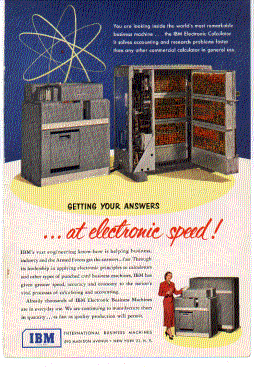 You are looking inside the world's most remarkable
business machine . . . the IBM Electronic Calculator.
It solves accounting and research problems faster
than any other commercial calculator in general use.
GETTING YOUR ANSWERS
. . . at electronic speed!
IBM's vast engineering know-how is helping business,
industry and the Armed Forces get the answers . . . fast. Through
its leadership in applying electronic principles to calculators
and other types of punched card business machines, IBM has
given greater speed, accuracy and economy to the nation's
vital processes of calculating and accounting.
Already thousands of IBM Electronic Business Machines
are in everyday use. We are continuing to manufacture them
in quantity . . . as fast as quality production will permit.
IBM
INTERNATIONAL BUSINESS MACHINES
590 MADISON AVENUE • NEW YORK 22, N. Y.